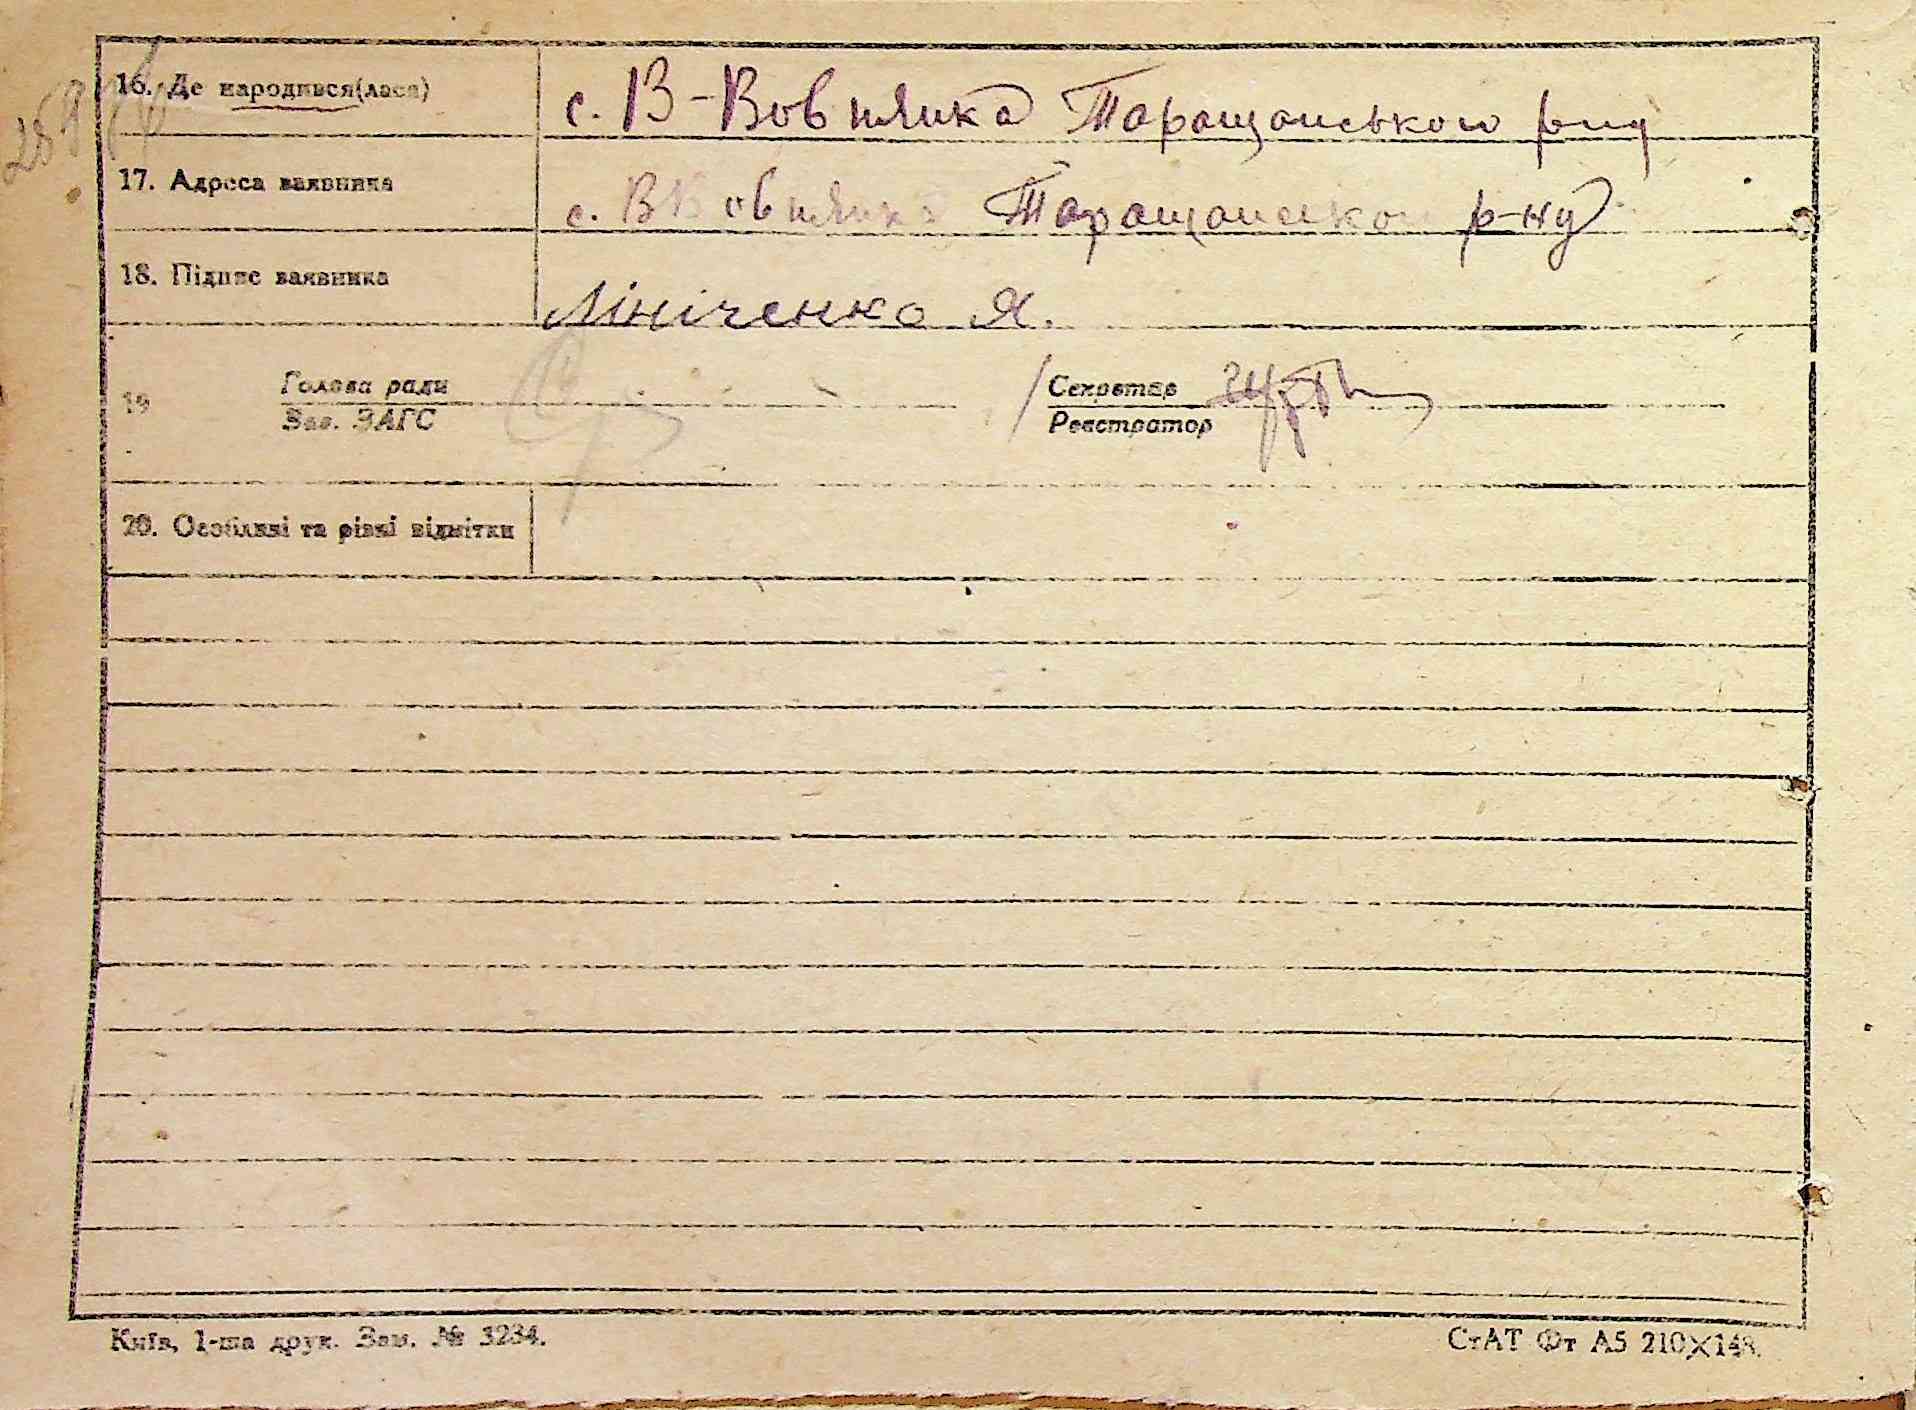 16. Де народився(лась) с. В-Вовнянка Таращанського р-ну
17. Адреса заявника с. В Вовнянка Таращанськог р-ну
18. Підпис заявника Лініченко Я.
19 Голова ради Секретар
Зав. ЗАГС Реєстратор
20. Особливі та різні відмітки
Київ, 1-ша друк. Зам. № 3234.
СтАТ Фт А5 210×148.